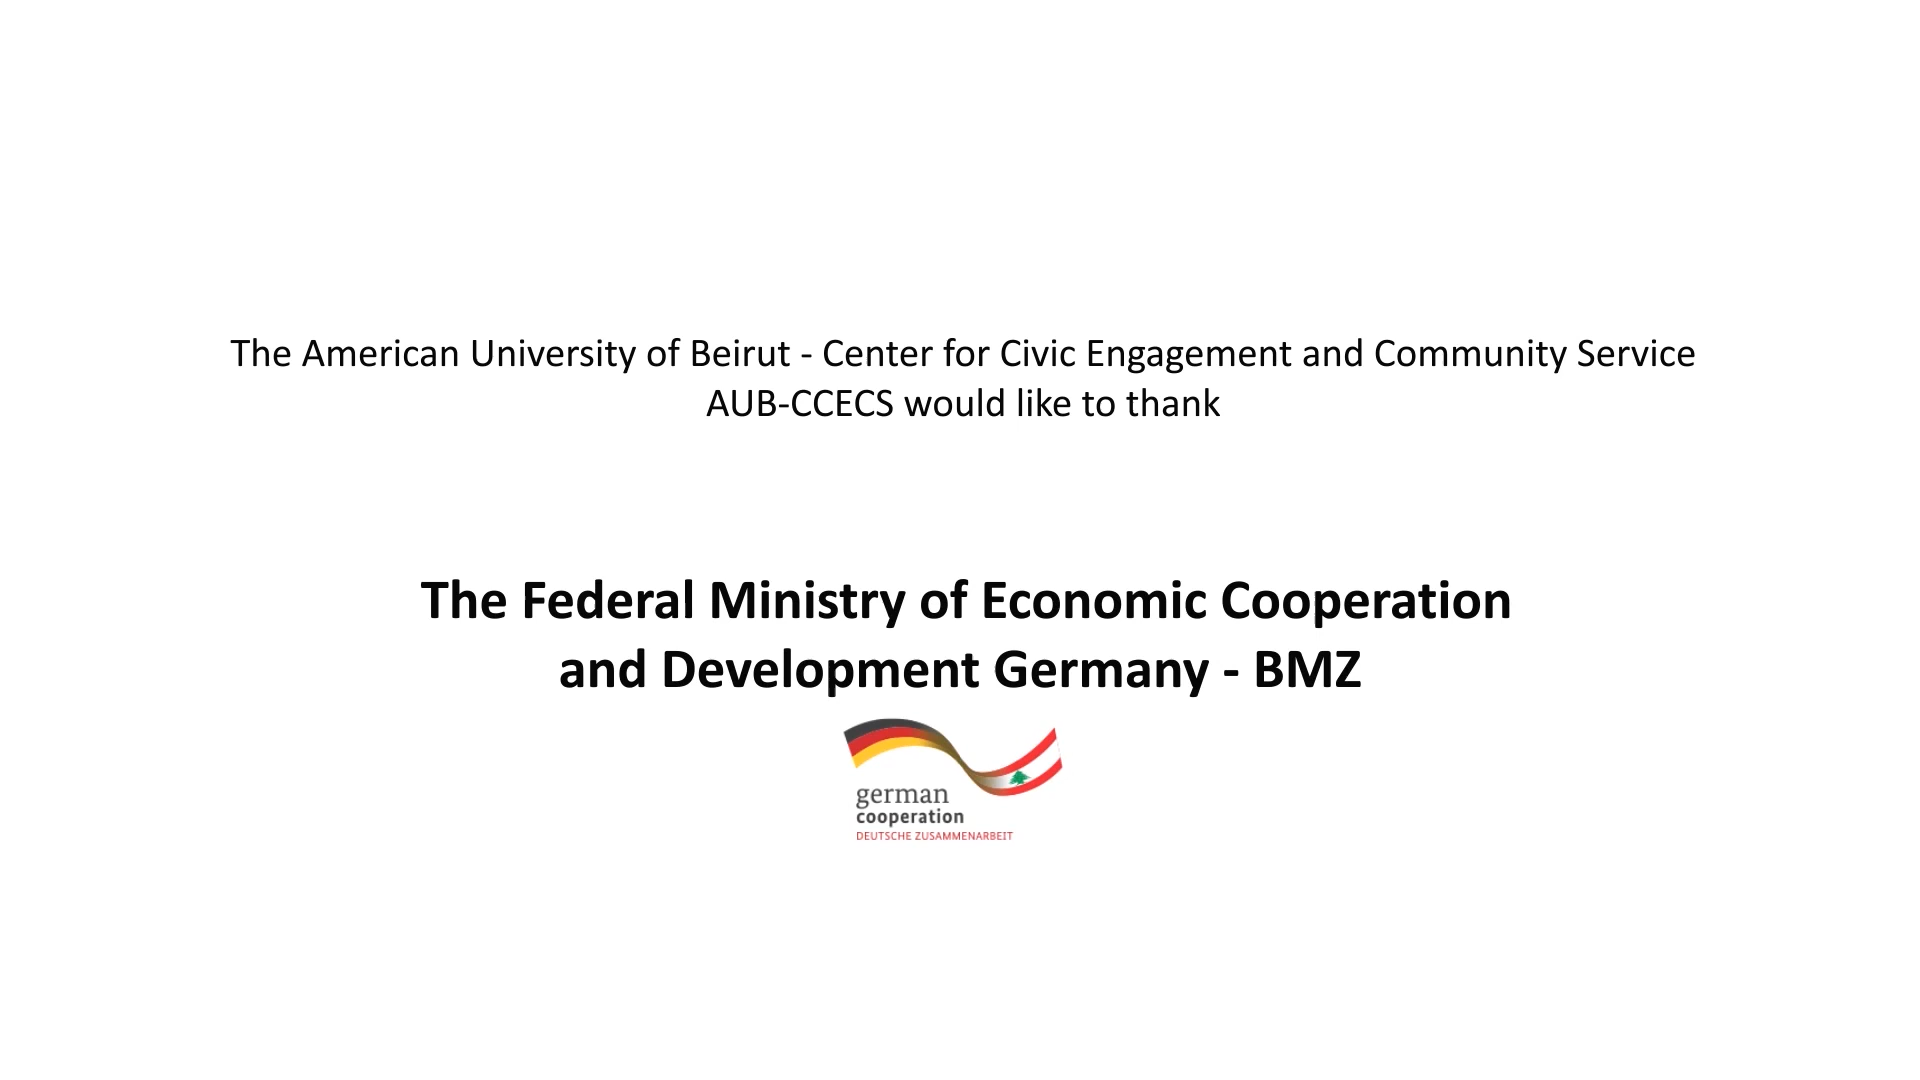 The American University of Beirut - Center for Civic Engagement and Community Service
AUB-CCECS would like to thank
The Federal Ministry of Economic Cooperation
and Development Germany - BMZ
german
cooperation
DEUTSCHE ZUSAMMENARBEIT